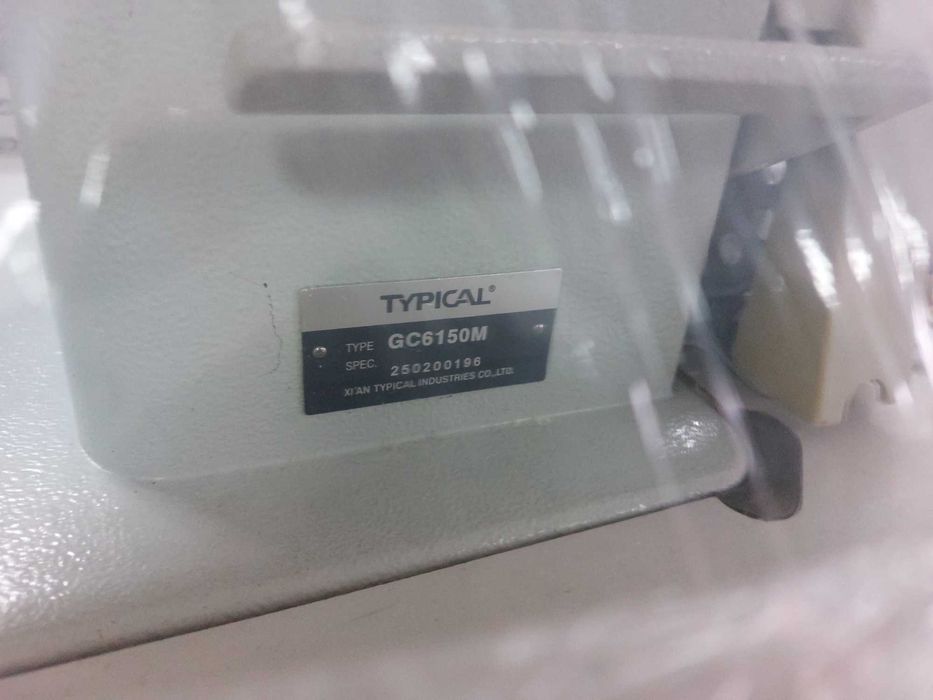 TYPICAL®
TYPE GC6150M
SPEC. 250200196
XI'AN TYPICAL INDUSTRIES CO.,LTD.